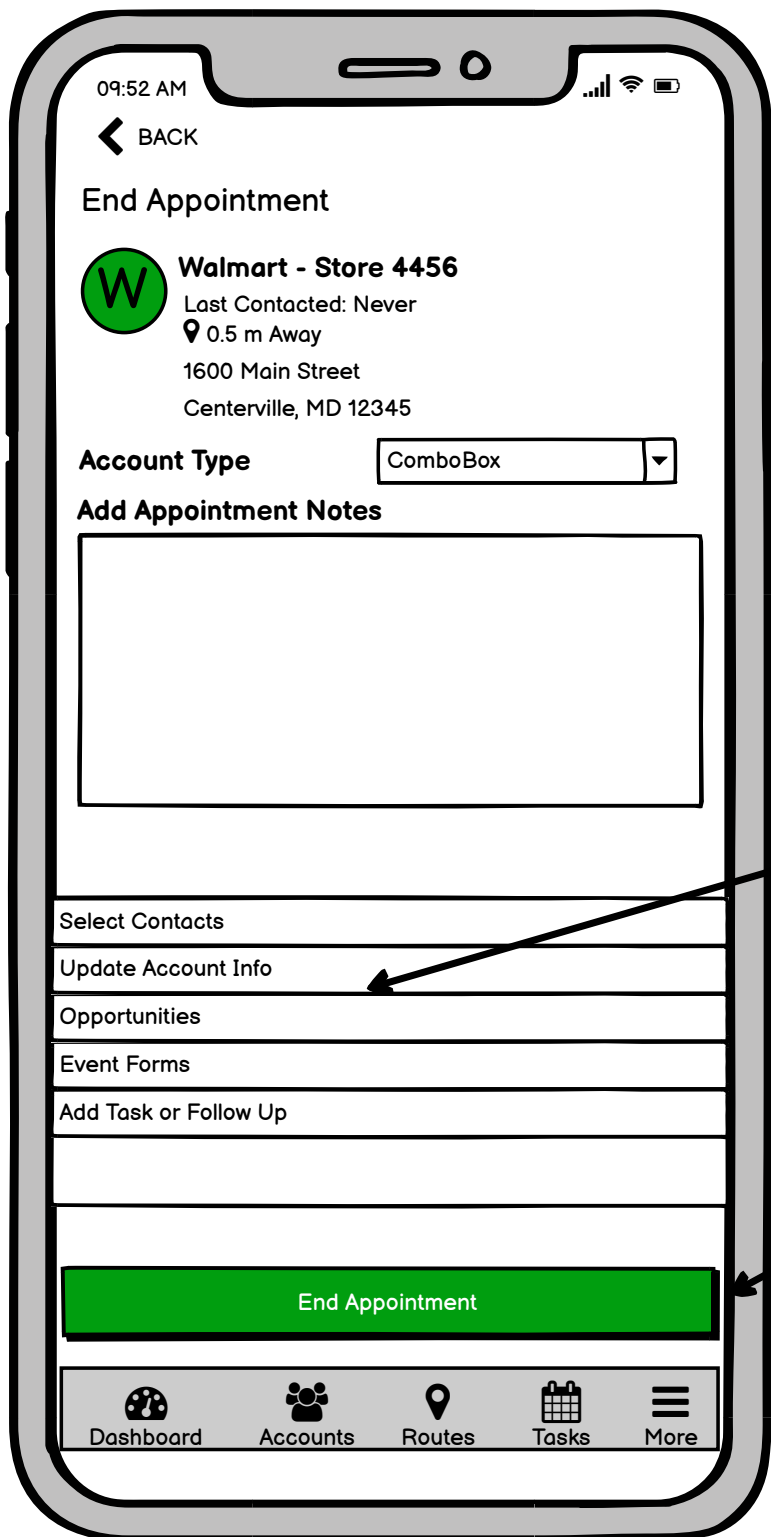 09:52 AM
BACK
End Appointment
W
Walmart - Store 4456
Last Contacted: Never
0.5 m Away
1600 Main Street
Centerville, MD 12345
Account Type
ComboBox
Add Appointment Notes
Select Contacts
Update Account Info
Opportunities
Event Forms
Add Task or Follow Up
End Appointment
Dashboard Accounts Routes Tasks More